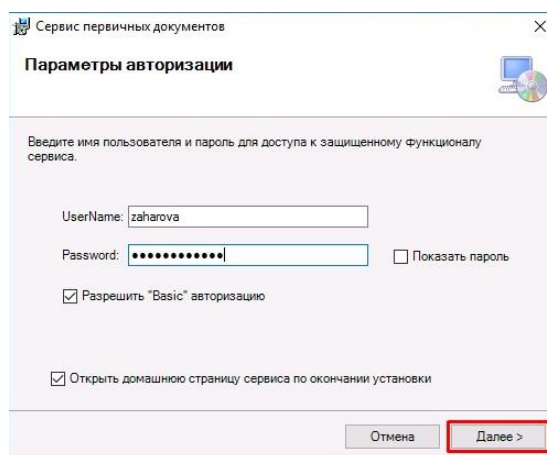 Сервис первичных документов
Параметры авторизации
Введите имя пользователя и пароль для доступа к защищенному функционалу
сервиса.
UserName: zaharova
Password: ●●●●●●●●●●●● Показать пароль
Разрешить "Basic" авторизацию
Открыть домашнюю страницу сервиса по окончании установки
Отмена Далее >